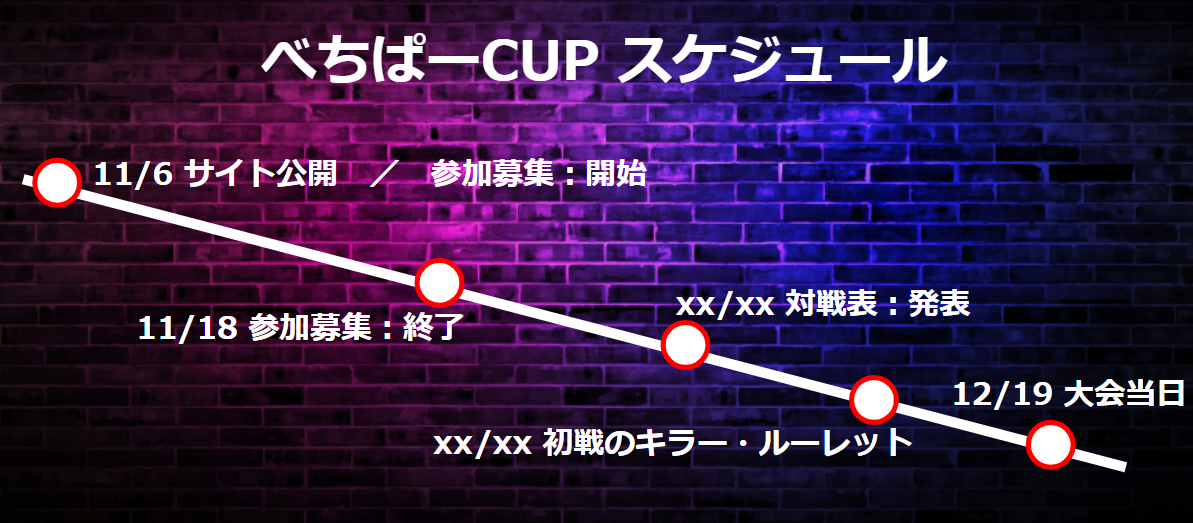 べちぱーCUP スケジュール
11/6 サイト公開　／　参加募集：開始
11/18 参加募集：終了
xx/xx 対戦表：発表
xx/xx 初戦のキラー・ルーレット
12/19 大会当日